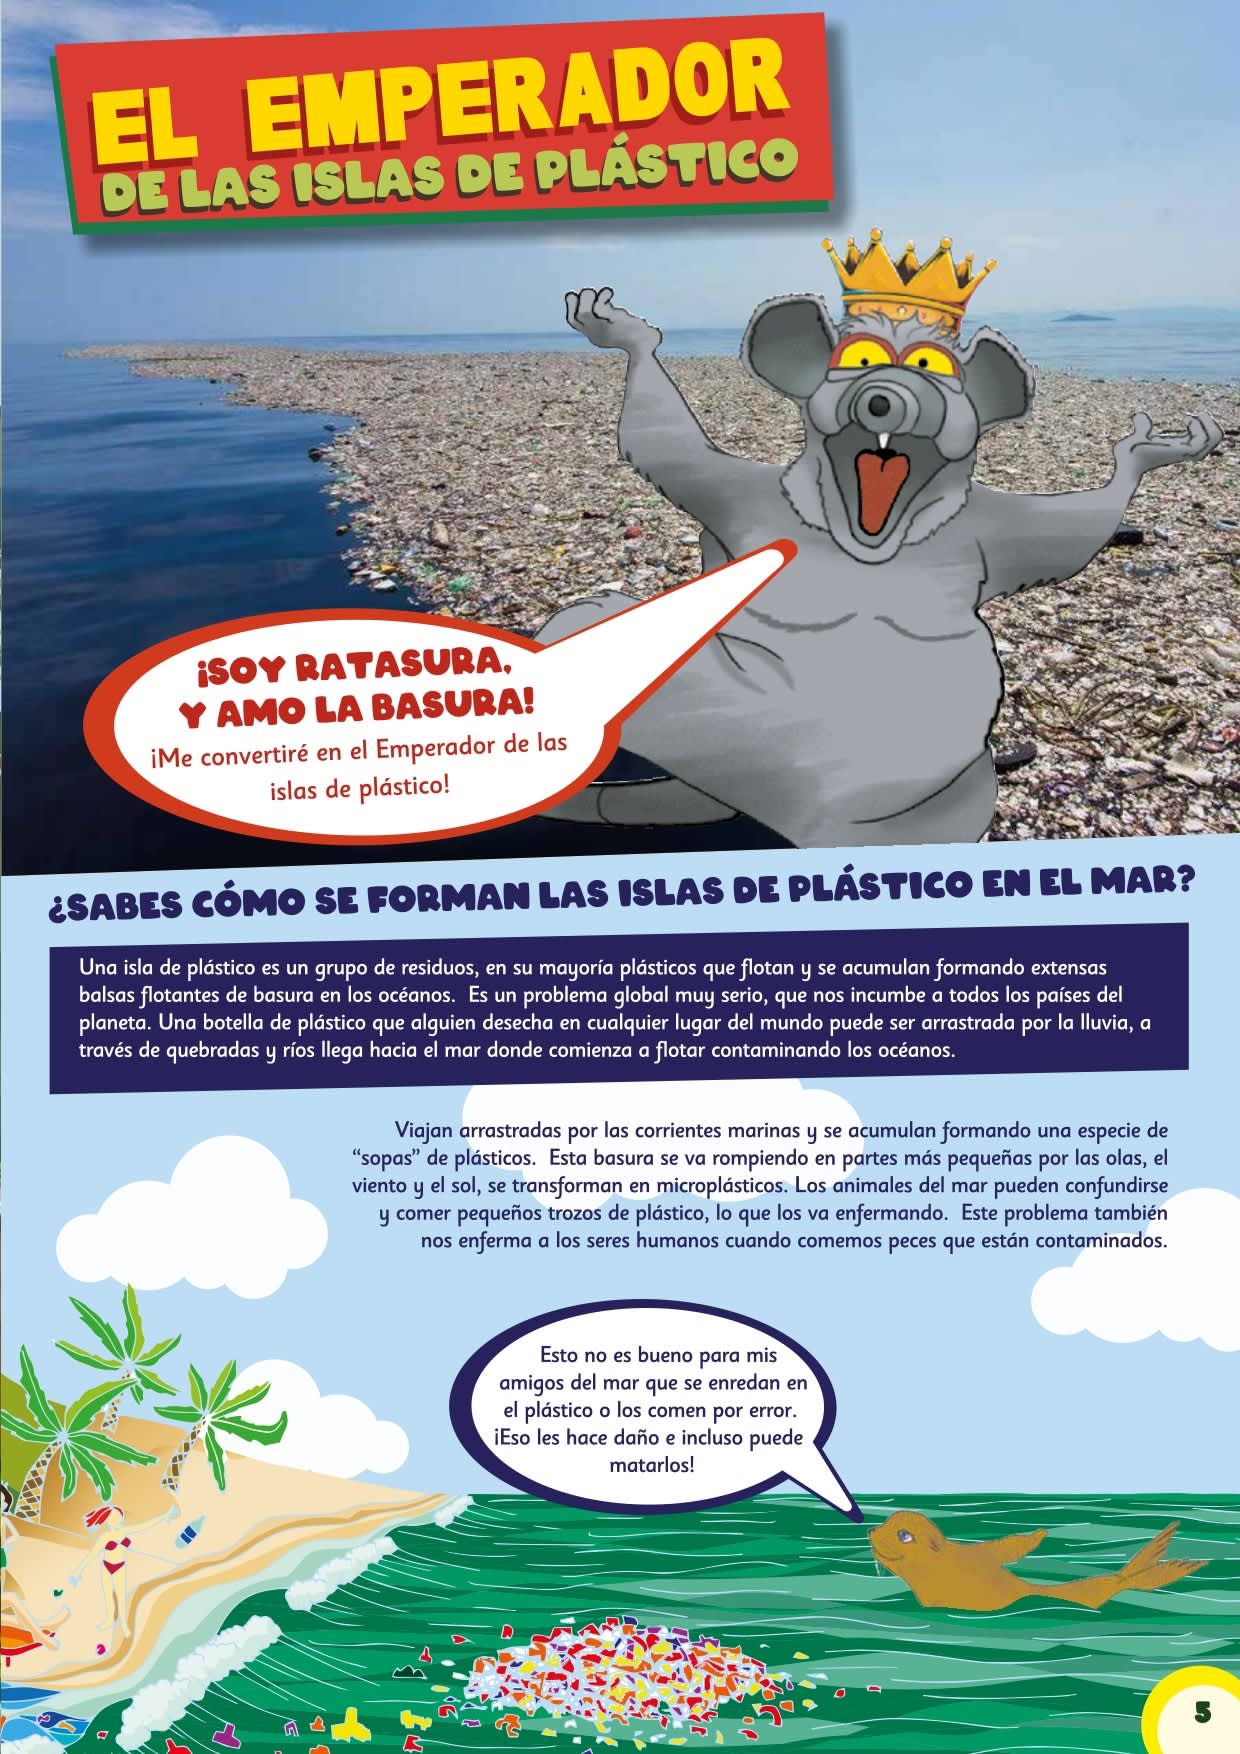 EL EMPERADOR
DE LAS ISLAS DE PLÁSTICO
¡SOY RATASURA,
Y AMO LA BASURA!
¡Me convertiré en el Emperador de las
islas de plástico!
¿SABES CÓMO SE FORMAN LAS ISLAS DE PLÁSTICO EN EL MAR?
Una isla de plástico es un grupo de residuos, en su mayoría plásticos que flotan y se acumulan formando extensas
balsas flotantes de basura en los océanos. Es un problema global muy serio, que nos incumbe a todos los países del
planeta. Una botella de plástico que alguien desecha en cualquier lugar del mundo puede ser arrastrada por la lluvia, a
través de quebradas y ríos llega hacia el mar donde comienza a flotar contaminando los océanos.
Viajan arrastradas por las corrientes marinas y se acumulan formando una especie de
“sopas” de plásticos. Esta basura se va rompiendo en partes más pequeñas por las olas, el
viento y el sol, se transforman en microplásticos. Los animales del mar pueden confundirse
y comer pequeños trozos de plástico, lo que los va enfermando. Este problema también
nos enferma a los seres humanos cuando comemos peces que están contaminados.
Esto no es bueno para mis
amigos del mar que se enredan en
el plástico o los comen por error.
¡Eso les hace daño e incluso puede
matarlos!
5